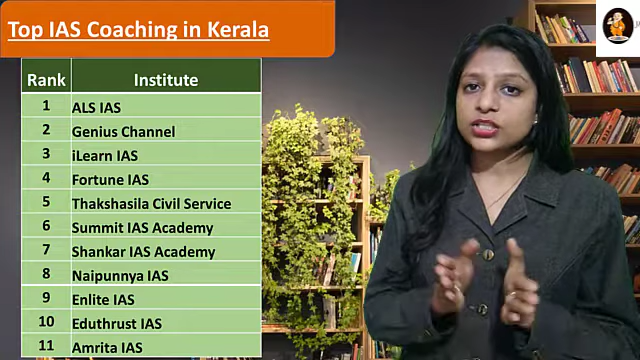 Top IAS Coaching in Kerala
Rank Institute
1 ALS IAS
2 Genius Channel
3 iLearn IAS
4 Fortune IAS
5 Thakshasila Civil Service
6 Summit IAS Academy
7 Shankar IAS Academy
8 Naipunnya IAS
9 Enlite IAS
10 Eduthrust IAS
11 Amrita IAS